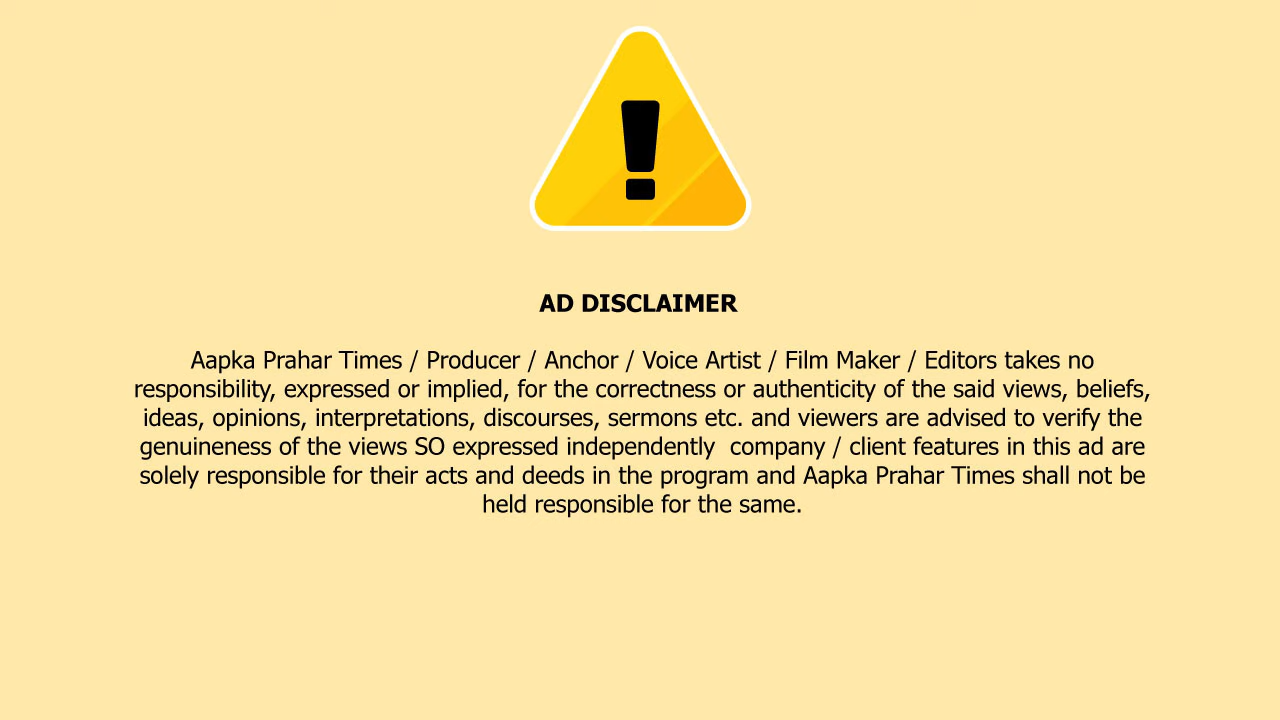 AD DISCLAIMER
Aapka Prahar Times / Producer / Anchor / Voice Artist / Film Maker / Editors takes no
responsibility, expressed or implied, for the correctness or authenticity of the said views, beliefs,
ideas, opinions, interpretations, discourses, sermons etc. and viewers are advised to verify the
genuineness of the views SO expressed independently  company / client features in this ad are
solely responsible for their acts and deeds in the program and Aapka Prahar Times shall not be
held responsible for the same.